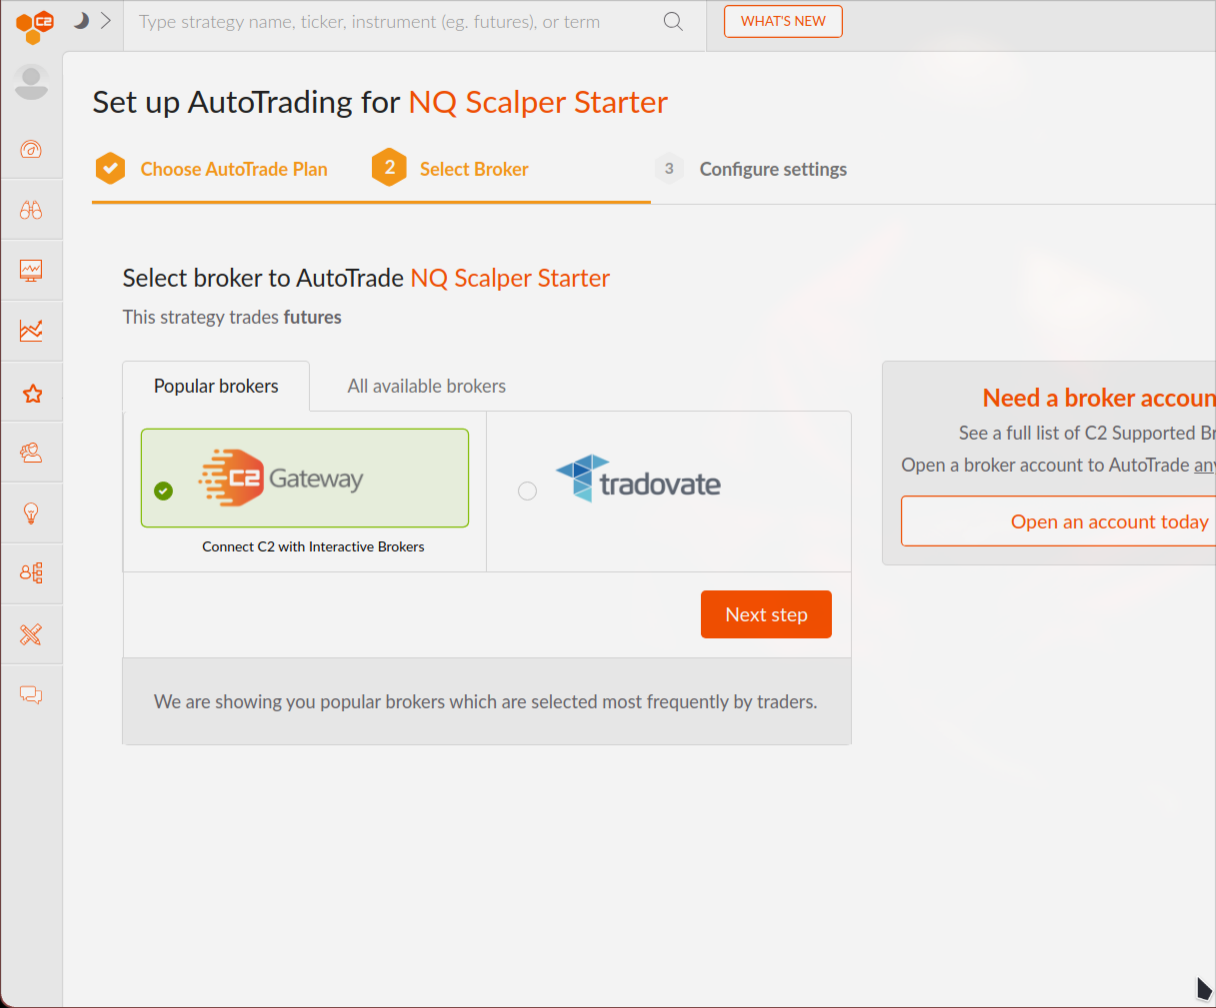 C2
Type strategy name, ticker, instrument (eg. futures), or term
WHAT'S NEW
Set up AutoTrading for NQ Scalper Starter
Choose AutoTrade Plan
2
Select Broker
3
Configure settings
Select broker to AutoTrade NQ Scalper Starter
This strategy trades futures
Popular brokers
All available brokers
C2 Gateway
Connect C2 with Interactive Brokers
tradovate
Next step
We are showing you popular brokers which are selected most frequently by traders.
Need a broker accoun
See a full list of C2 Supported Br
Open a broker account to AutoTrade any
Open an account today